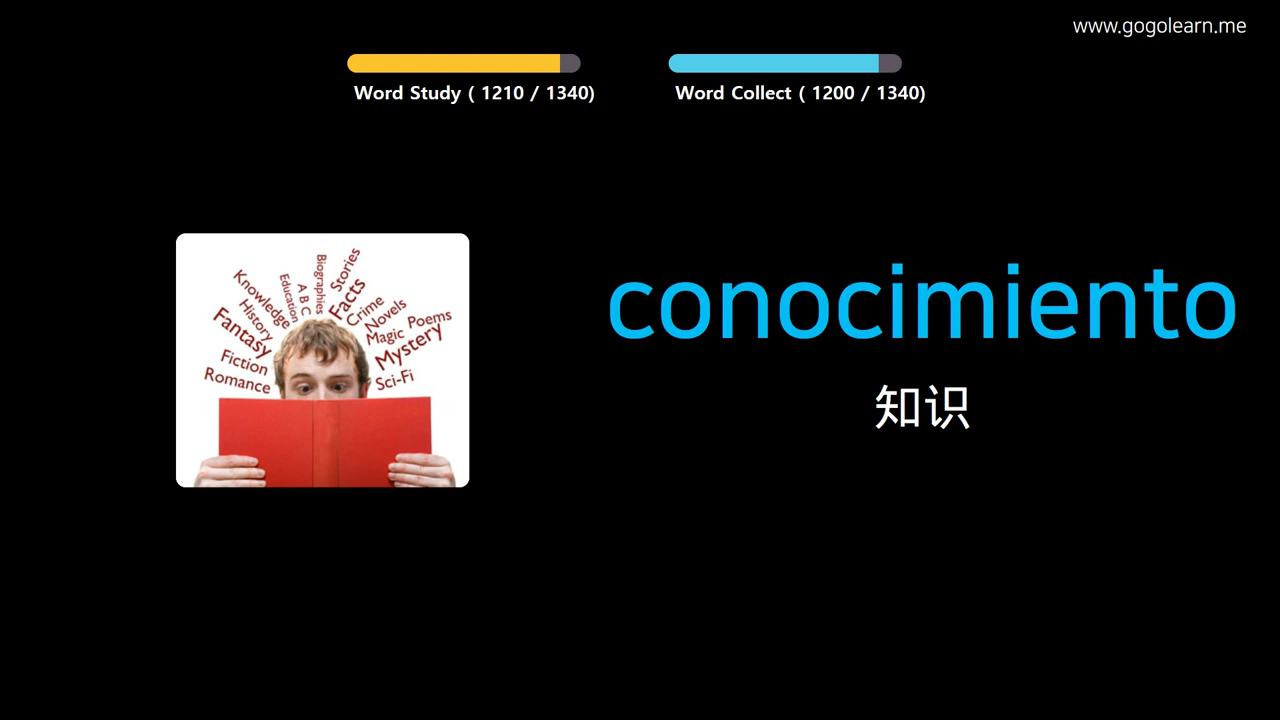 www.gogolearn.me
Word Study ( 1210 / 1340)
Word Collect ( 1200 / 1340)
Knowledge
History
Fantasy
Fiction
Romance
Education
A B C
Biographies
Stories
Facts
Crime
Novels
Magic
Poems
Mystery
Sci-Fi
conocimiento
知识